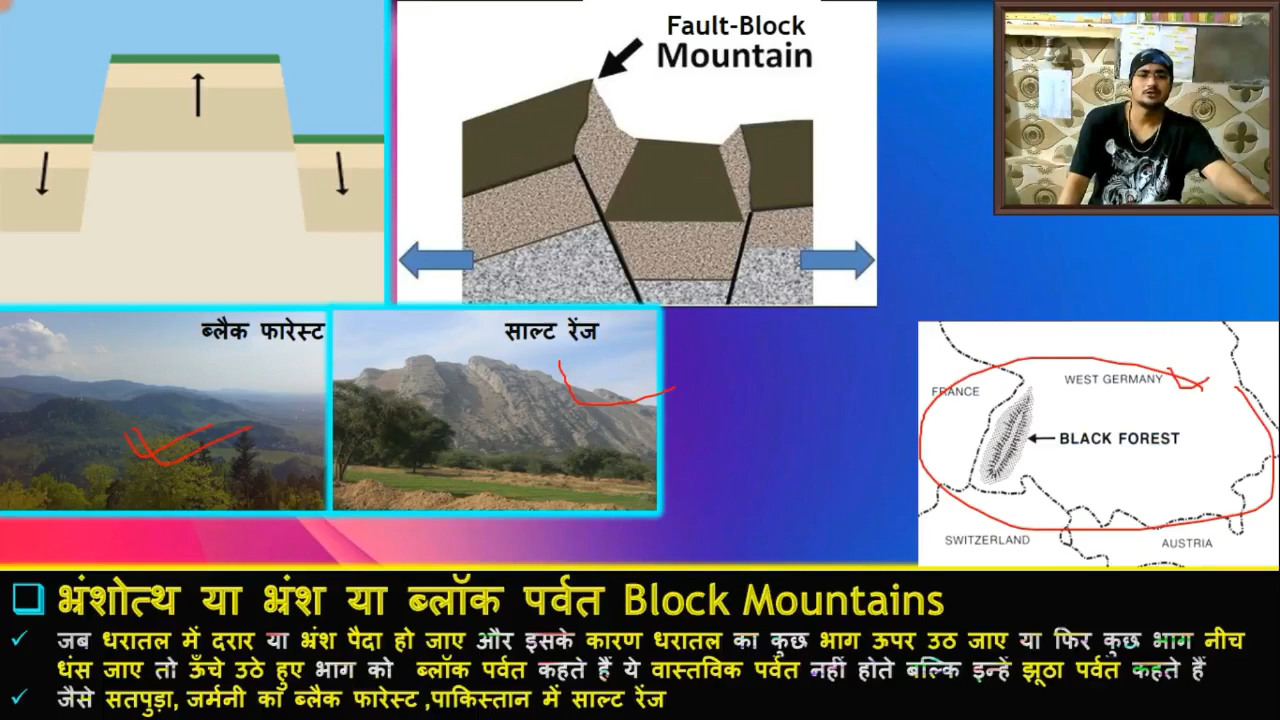 Fault-Block
Mountain
ब्लैक फारेस्ट
साल्ट रेंज
FRANCE
WEST GERMANY
BLACK FOREST
SWITZERLAND
AUSTRIA
भ्रंशोत्थ या भ्रंश या ब्लॉक पर्वत Block Mountains
जब धरातल में दरार या भ्रंश पैदा हो जाए और इसके कारण धरातल का कुछ भाग ऊपर उठ जाए या फिर कुछ भाग नीच
धंस जाए तो ऊँचे उठे हुए भाग को ब्लॉक पर्वत कहते हैं ये वास्तविक पर्वत नहीं होते बल्कि इन्हें झूठा पर्वत कहते हैं
जैसे सतपुड़ा, जर्मनी का ब्लैक फारेस्ट ,पाकिस्तान में साल्ट रेंज